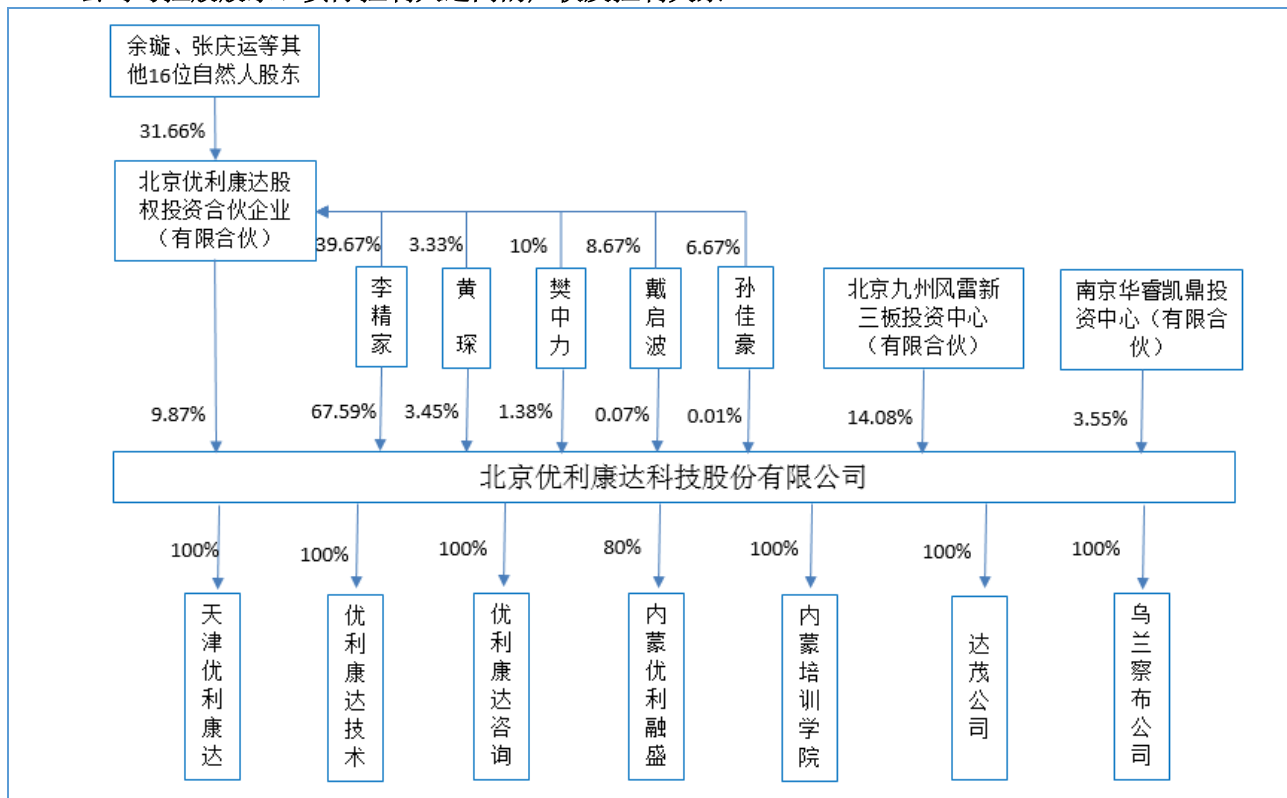 余璇、张庆运等其
他16位自然人股东
31.66%
北京优利康达股
权投资合伙企业
（有限合伙）
39.67%
3.33%
10%
8.67%
6.67%
李精家
黄琛
樊中力
戴启波
孙佳豪
北京九州风雷新
三板投资中心
（有限合伙）
南京华睿凯鼎投
资中心（有限合
伙）
9.87%
67.59%
3.45%
1.38%
0.07%
0.01%
14.08%
3.55%
北京优利康达科技股份有限公司
100%
100%
100%
80%
100%
100%
100%
天津优利康达
优利康达技术
优利康达咨询
内蒙优利融盛
内蒙培训学院
达茂公司
乌兰察布公司